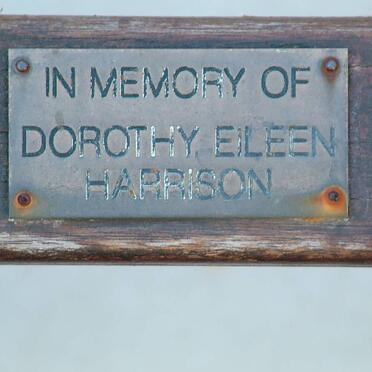 IN MEMORY OF
DOROTHY EILEEN
HARRISON